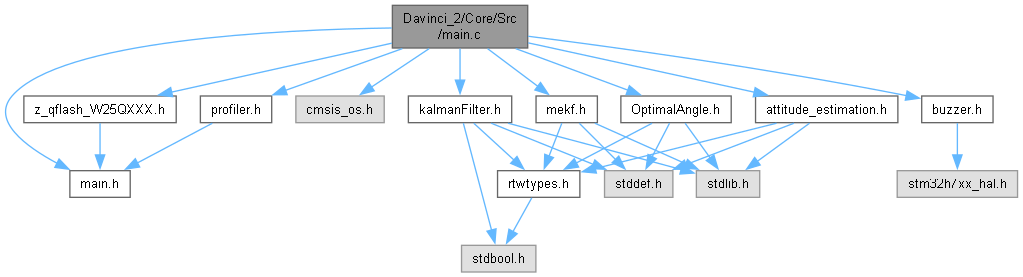 Davinci_2/Core/Src
/main.c
z_qflash_W25QXXX.h
profiler.h
cmsis_os.h
kalmanFilter.h
mekf.h
OptimalAngle.h
attitude_estimation.h
buzzer.h
main.h
rtwtypes.h
stddef.h
stdlib.h
stm32h7xx_hal.h
stdbool.h